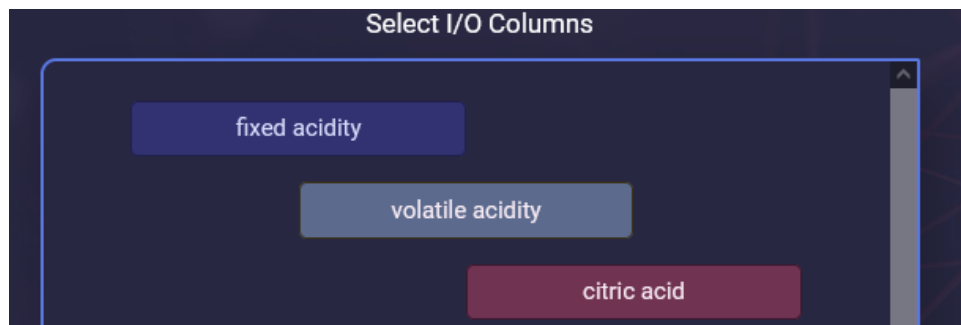 Select I/O Columns
fixed acidity
volatile acidity
citric acid